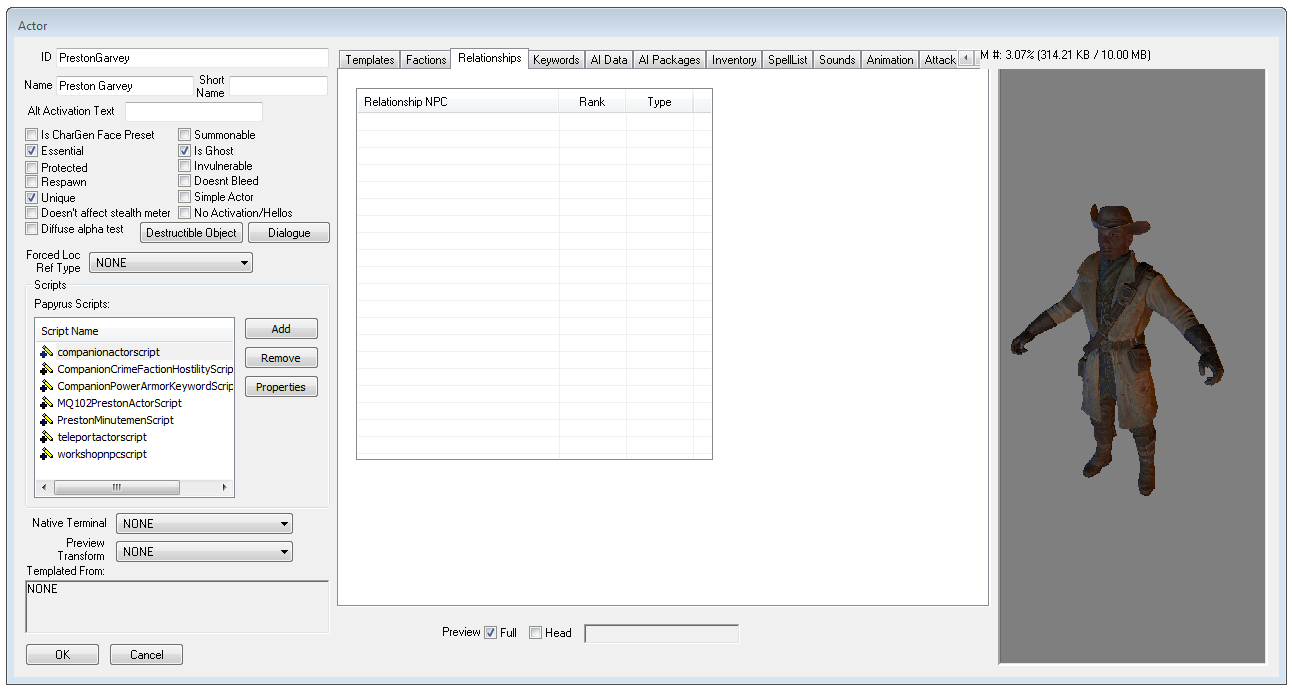 Actor
ID PrestonGarvey
Name Preston Garvey Short Name
Alt Activation Text
Is CharGen Face Preset Summonable
Essential Is Ghost
Protected Invulnerable
Respawn Doesnt Bleed
Unique Simple Actor
Doesn't affect stealth meter No Activation/Hellos
Diffuse alpha test Destructible Object Dialogue
Forced Loc
Ref Type NONE
Scripts
Papyrus Scripts:
Script Name
companionactorscript
CompanionCrimeFactionHostilityScrip
CompanionPowerArmorKeywordScrip
MQ102PrestonActorScript
PrestonMinutemenScript
teleportactorscript
workshopnpcscript
Add
Remove
Properties
Native Terminal NONE
Preview
Transform NONE
Templated From:
NONE
OK Cancel
Templates Factions Relationships Keywords AI Data AI Packages Inventory SpellList Sounds Animation Attack
M #: 3.07% (314.21 KB / 10.00 MB)
Relationship NPC Rank Type
Preview Full Head